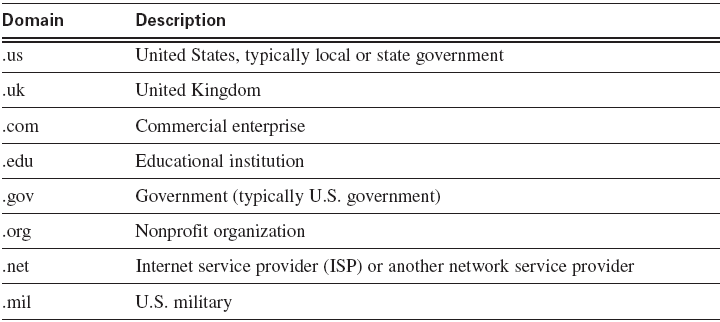 Domain Description
.us United States, typically local or state government
.uk United Kingdom
.com Commercial enterprise
.edu Educational institution
.gov Government (typically U.S. government)
.org Nonprofit organization
.net Internet service provider (ISP) or another network service provider
.mil U.S. military